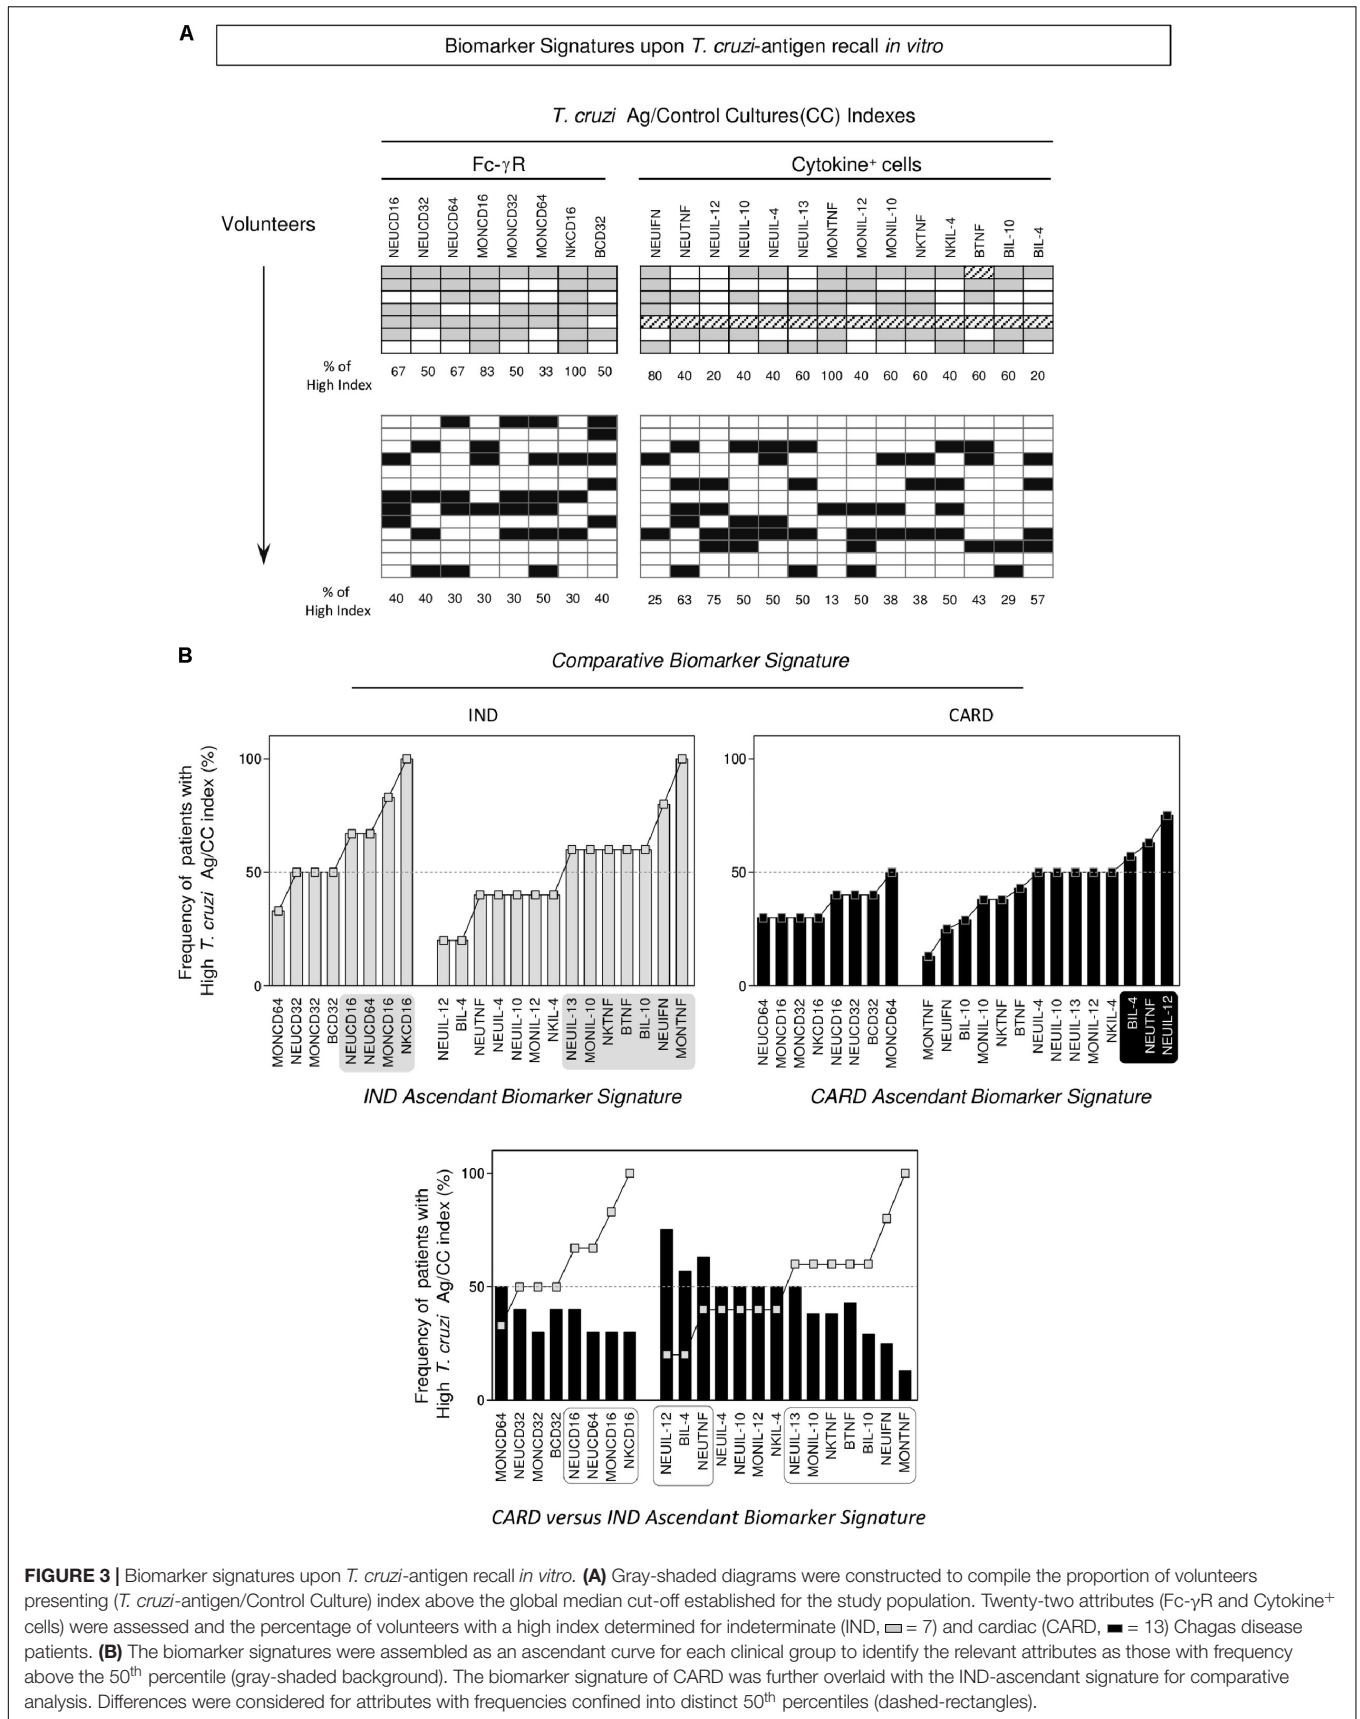 A
Biomarker Signatures upon T. cruzi-antigen recall in vitro
T. cruzi Ag/Control Cultures(CC) Indexes
Fc-γR
Cytokine⁺ cells
Volunteers
NEUCD16
NEUCD32
NEUCD64
MONCD16
MONCD32
MONCD64
NKCD16
BCD32
NEUIFN
NEUTNF
NEUIL-12
NEUIL-10
NEUIL-4
NEUIL-13
MONTNF
MONIL-12
MONIL-10
NKTNF
NKIL-4
BTNF
BIL-10
BIL-4
% of
High Index
67 50 67 83 50 33 100 50
80 40 20 40 40 60 100 40 60 60 40 60 60 20
% of
High Index
40 40 30 30 30 50 30 40
25 63 75 50 50 50 13 50 38 38 50 43 29 57
B
Comparative Biomarker Signature
IND
Frequency of patients with
High T. cruzi Ag/CC index (%)
100
50
0
MONCD64
NEUCD32
MONCD32
BCD32
NEUCD16
NEUCD64
MONCD16
NKCD16
NEUIL-12
BIL-4
NEUTNF
NEUIL-4
NEUIL-10
MONIL-12
NKIL-4
NEUIL-13
MONIL-10
NKTNF
BTNF
BIL-10
NEUIFN
MONTNF
IND Ascendant Biomarker Signature
CARD
100
50
0
NEUCD64
MONCD16
MONCD32
NKCD16
NEUCD16
NEUCD32
BCD32
MONCD64
MONTNF
NEUIFN
BIL-10
MONIL-10
NKTNF
BTNF
NEUIL-4
NEUIL-10
NEUIL-13
MONIL-12
NKIL-4
BIL-4
NEUTNF
NEUIL-12
CARD Ascendant Biomarker Signature
Frequency of patients with
High T. cruzi Ag/CC index (%)
100
50
0
MONCD64
NEUCD32
MONCD32
BCD32
NEUCD16
NEUCD64
MONCD16
NKCD16
NEUIL-12
BIL-4
NEUTNF
NEUIL-4
NEUIL-10
MONIL-12
NKIL-4
NEUIL-13
MONIL-10
NKTNF
BTNF
BIL-10
NEUIFN
MONTNF
CARD versus IND Ascendant Biomarker Signature
FIGURE 3 | Biomarker signatures upon T. cruzi-antigen recall in vitro. (A) Gray-shaded diagrams were constructed to compile the proportion of volunteers
presenting (T. cruzi-antigen/Control Culture) index above the global median cut-off established for the study population. Twenty-two attributes (Fc-γR and Cytokine⁺
cells) were assessed and the percentage of volunteers with a high index determined for indeterminate (IND, = 7) and cardiac (CARD, = 13) Chagas disease
patients. (B) The biomarker signatures were assembled as an ascendant curve for each clinical group to identify the relevant attributes as those with frequency
above the 50th percentile (gray-shaded background). The biomarker signature of CARD was further overlaid with the IND-ascendant signature for comparative
analysis. Differences were considered for attributes with frequencies confined into distinct 50th percentiles (dashed-rectangles).